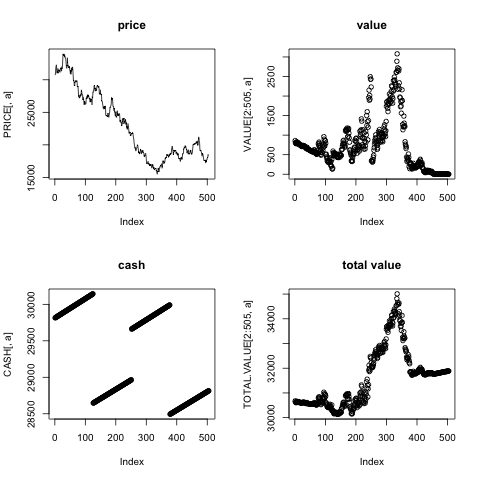 price
PRICE[, a]
15000 25000
0 100 200 300 400 500
Index
value
VALUE[2:505, a]
0 500 1500 2500
0 100 200 300 400 500
Index
cash
CASH[, a]
28500 29000 29500 30000
0 100 200 300 400 500
Index
total value
TOTAL.VALUE[2:505, a]
30000 32000 34000
0 100 200 300 400 500
Index